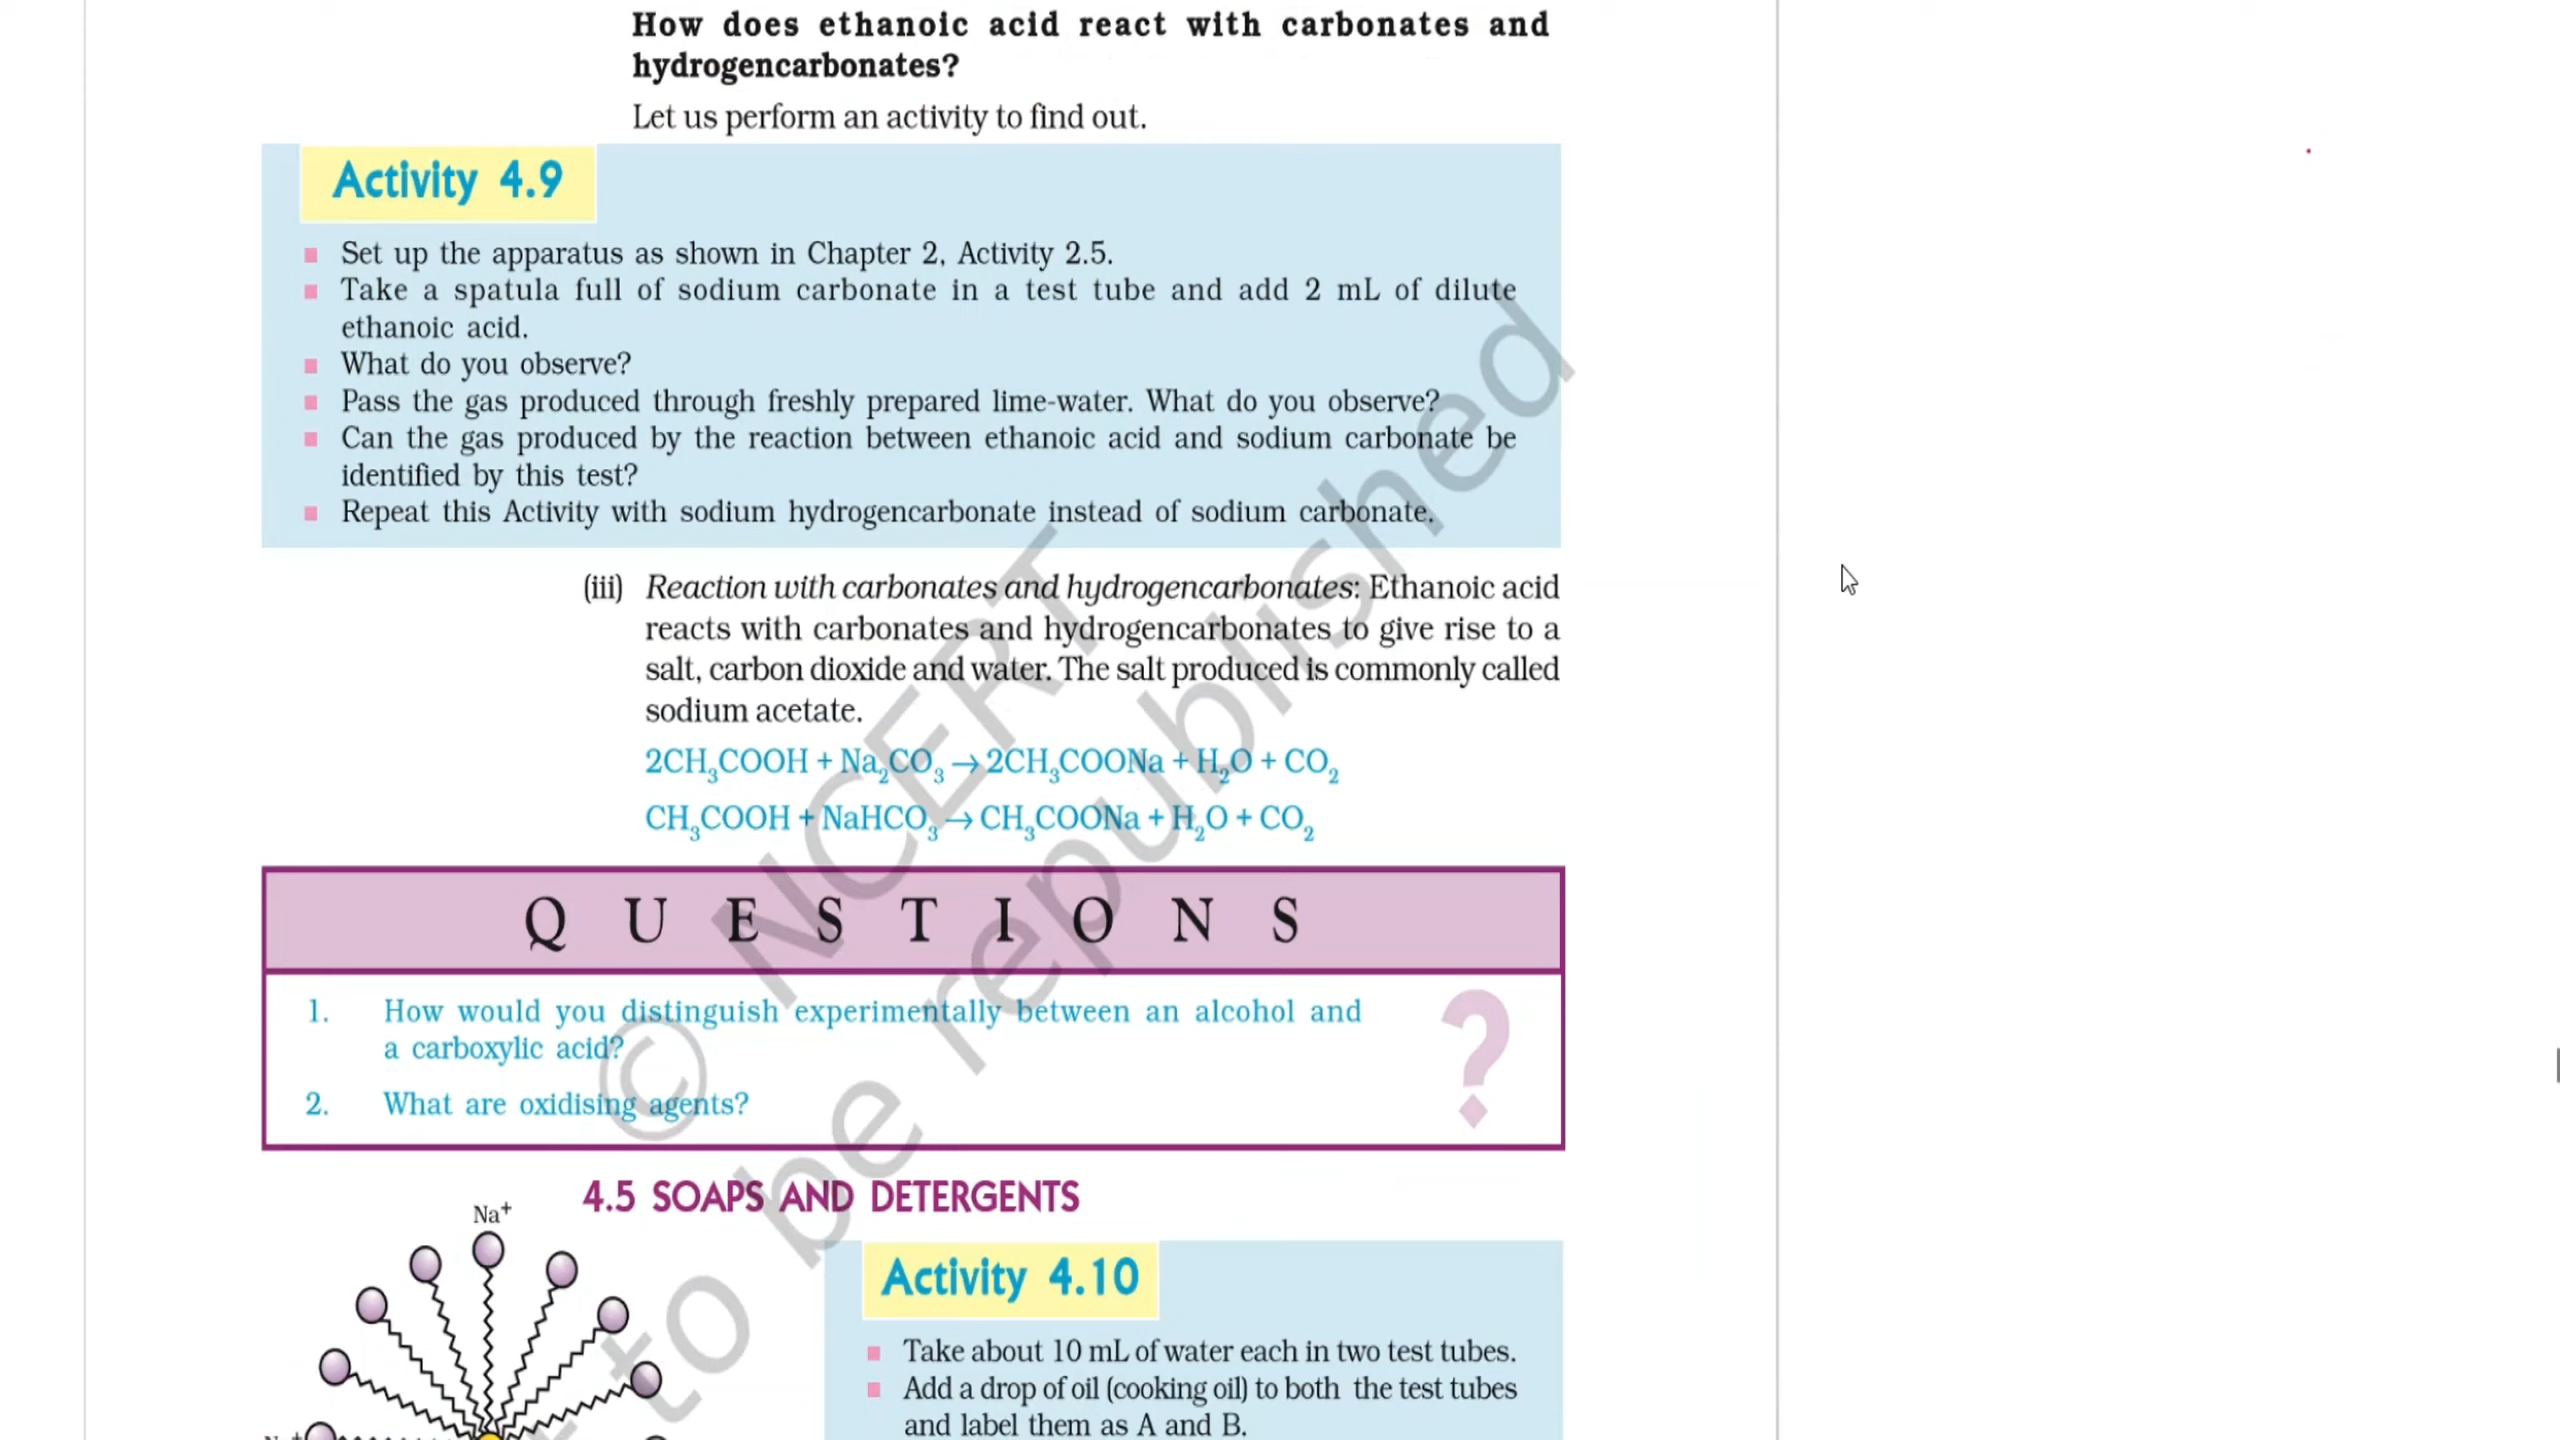 How does ethanoic acid react with carbonates and
hydrogencarbonates?
Let us perform an activity to find out.
Activity 4.9
Set up the apparatus as shown in Chapter 2, Activity 2.5.
Take a spatula full of sodium carbonate in a test tube and add 2 mL of dilute
ethanoic acid.
What do you observe?
Pass the gas produced through freshly prepared lime-water. What do you observe?
Can the gas produced by the reaction between ethanoic acid and sodium carbonate be
identified by this test?
Repeat this Activity with sodium hydrogencarbonate instead of sodium carbonate.
(iii) Reaction with carbonates and hydrogencarbonates: Ethanoic acid
reacts with carbonates and hydrogencarbonates to give rise to a
salt, carbon dioxide and water. The salt produced is commonly called
sodium acetate.
2CH₃COOH + Na₂CO₃ → 2CH₃COONa + H₂O + CO₂
CH₃COOH + NaHCO₃ → CH₃COONa + H₂O + CO₂
QUESTIONS
1. How would you distinguish experimentally between an alcohol and
a carboxylic acid?
2. What are oxidising agents?
?
4.5 SOAPS AND DETERGENTS
Na⁺
Activity 4.10
Take about 10 mL of water each in two test tubes.
Add a drop of oil (cooking oil) to both the test tubes
and label them as A and B.
© NCERT
to be republished